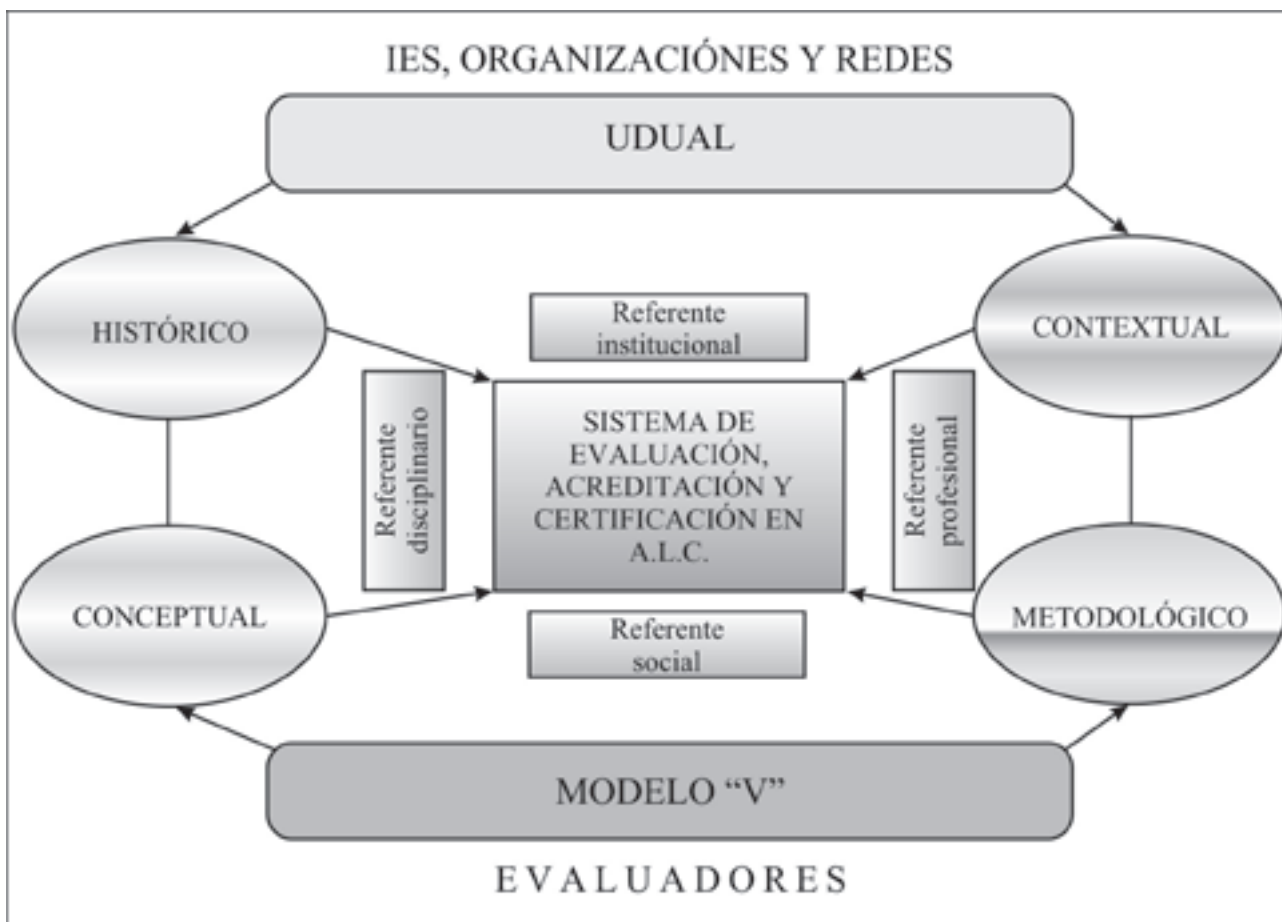 IES, ORGANIZACIÓNES Y REDES
UDUAL
HISTÓRICO
CONTEXTUAL
Referente
institucional
Referente
disciplinario
SISTEMA DE
EVALUACIÓN,
ACREDITACIÓN Y
CERTIFICACIÓN EN
A.L.C.
Referente
profesional
CONCEPTUAL
METODOLÓGICO
Referente
social
MODELO “V”
EVALUADORES